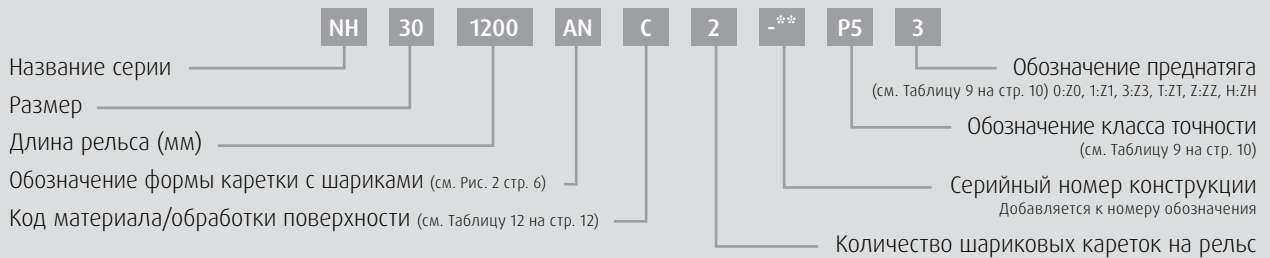 NH 30 1200 AN C 2 -** P5 3
Название серии
Размер
Длина рельса (мм)
Обозначение формы каретки с шариками (см. Рис. 2 стр. 6)
Код материала/обработки поверхности (см. Таблицу 12 на стр. 12)
Обозначение преднатяга
(см. Таблицу 9 на стр. 10) 0:Z0, 1:Z1, 3:Z3, T:ZT, Z:ZZ, H:ZH
Обозначение класса точности
(см. Таблицу 9 на стр. 10)
Серийный номер конструкции
Добавляется к номеру обозначения
Количество шариковых кареток на рельс